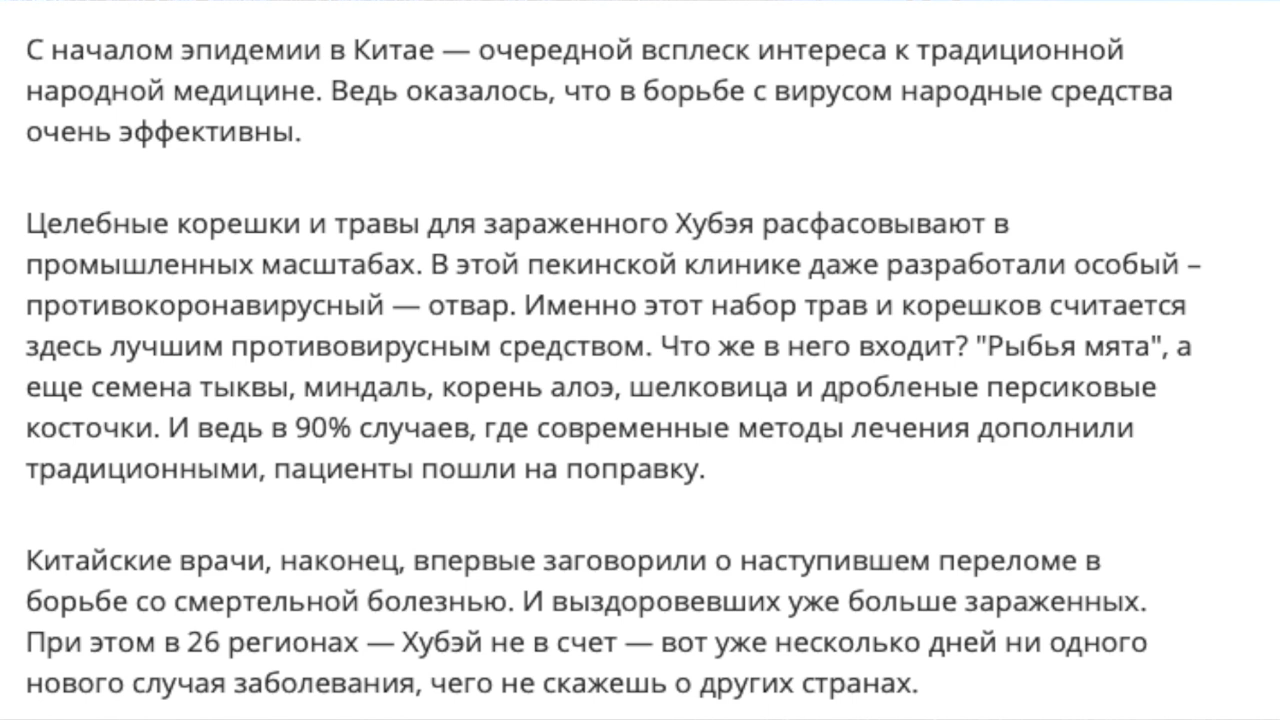 С началом эпидемии в Китае — очередной всплеск интереса к традиционной
народной медицине. Ведь оказалось, что в борьбе с вирусом народные средства
очень эффективны.
Целебные корешки и травы для зараженного Хубэя расфасовывают в
промышленных масштабах. В этой пекинской клинике даже разработали особый –
противокоронавирусный — отвар. Именно этот набор трав и корешков считается
здесь лучшим противовирусным средством. Что же в него входит? "Рыбья мята", а
еще семена тыквы, миндаль, корень алоэ, шелковица и дробленые персиковые
косточки. И ведь в 90% случаев, где современные методы лечения дополнили
традиционными, пациенты пошли на поправку.
Китайские врачи, наконец, впервые заговорили о наступившем переломе в
борьбе со смертельной болезнью. И выздоровевших уже больше зараженных.
При этом в 26 регионах — Хубэй не в счет — вот уже несколько дней ни одного
нового случая заболевания, чего не скажешь о других странах.